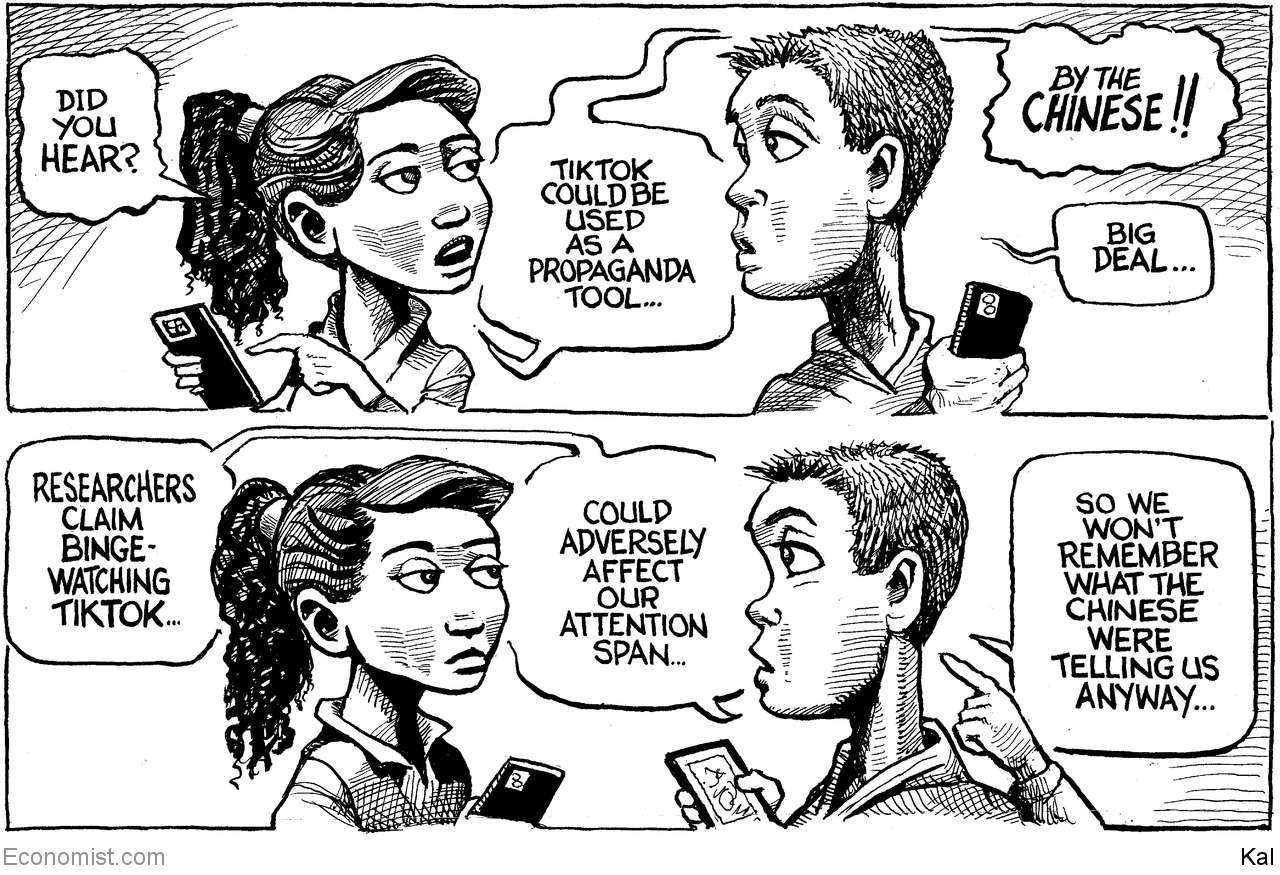 DID
YOU
HEAR?
TIKTOK
COULD BE
USED
AS A
PROPAGANDA
TOOL...
BY THE
CHINESE!!
BIG
DEAL...
RESEARCHERS
CLAIM
BINGE-
WATCHING
TIKTOK...
COULD
ADVERSELY
AFFECT
OUR
ATTENTION
SPAN...
SO WE
WON'T
REMEMBER
WHAT THE
CHINESE
WERE
TELLING US
ANYWAY...
Economist.com
Kal